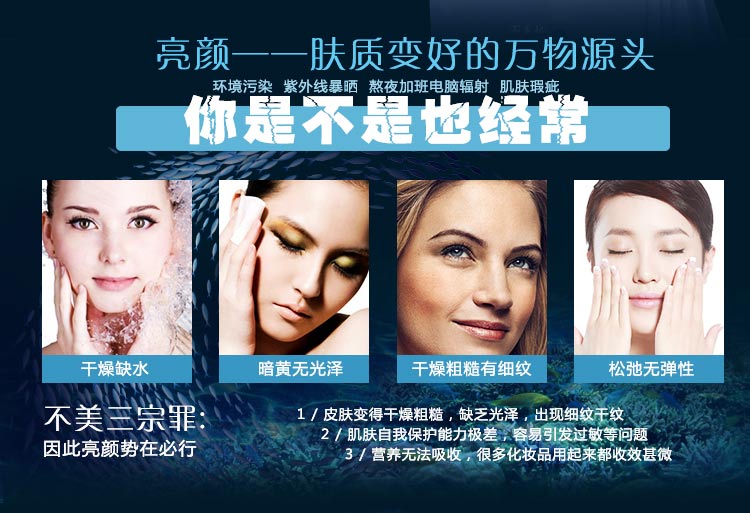 亮颜——肤质变好的万物源头
环境污染 紫外线暴晒 熬夜加班电脑辐射 肌肤瑕疵
你是不是也经常
干燥缺水
暗黄无光泽
干燥粗糙有细纹
松弛无弹性
不美三宗罪:
因此亮颜势在必行
1 / 皮肤变得干燥粗糙，缺乏光泽，出现细纹干纹
2 / 肌肤自我保护能力极差，容易引发过敏等问题
3 / 营养无法吸收，很多化妆品用起来都收效甚微